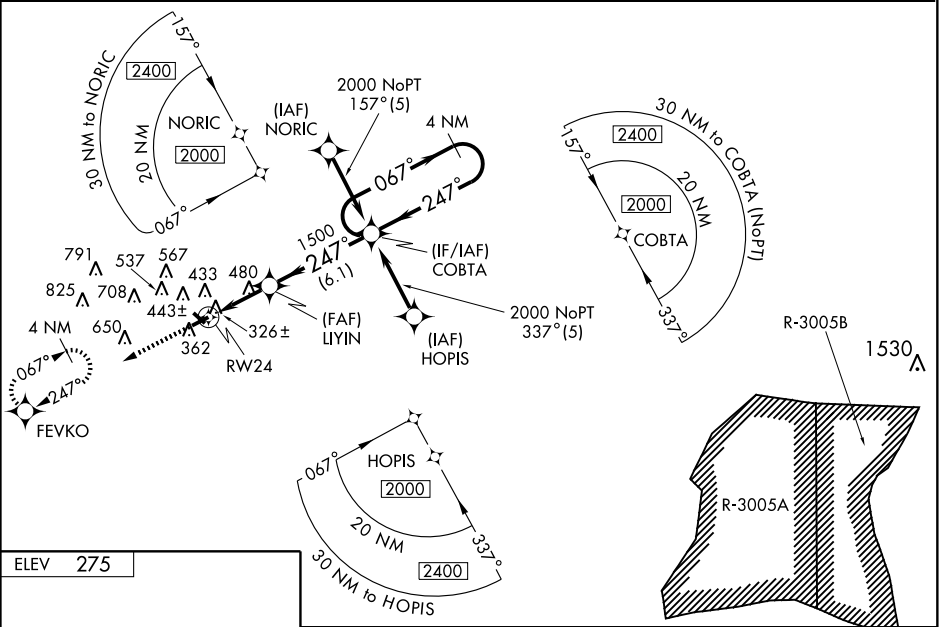 30 NM to NORIC
157°
2400
20 NM
NORIC
2000
067°
(IAF)
NORIC
2000 NoPT
157° (5)
4 NM
067°
247°
30 NM to COBTA (NoPT)
157°
2400
20 NM
2000
COBTA
337°
1500
247°
(6.1)
(IF/IAF)
COBTA
791
537
567
433
480
825
708
443±
650
362
326±
RW24
(FAF)
LIYIN
2000 NoPT
337° (5)
(IAF)
HOPIS
4 NM
067°
247°
FEVKO
R-3005B
1530
R-3005A
067°
HOPIS
2000
20 NM
337°
2400
30 NM to HOPIS
ELEV 275